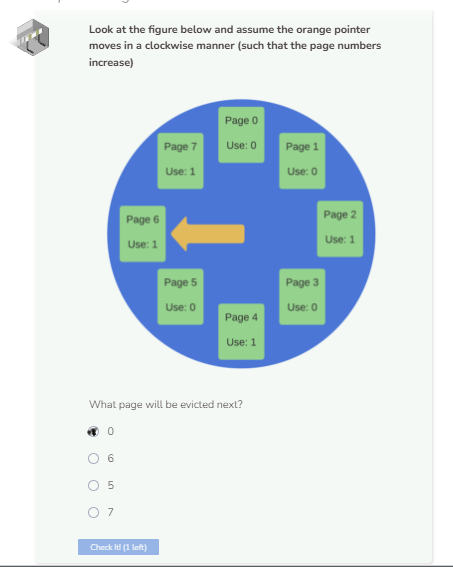 Look at the figure below and assume the orange pointer
moves in a clockwise manner (such that the page numbers
increase)
Page 0
Use: 0
Page 1
Use: 0
Page 2
Use: 1
Page 3
Use: 0
Page 4
Use: 1
Page 5
Use: 0
Page 6
Use: 1
Page 7
Use: 1
What page will be evicted next?
0
6
5
7
Check It! (1 left)